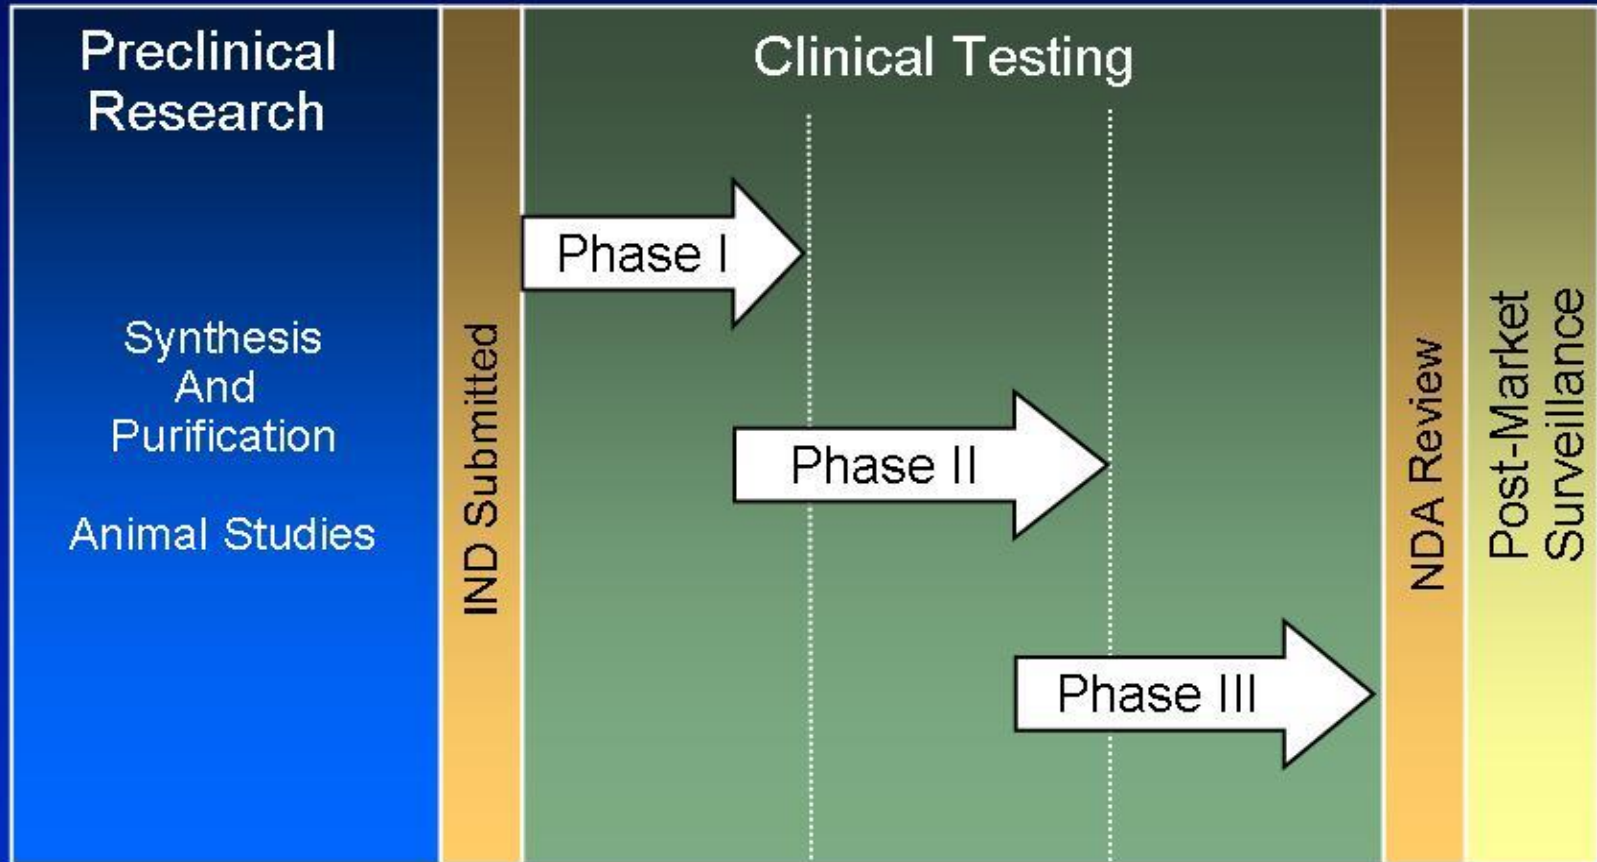 Preclinical
Research
Synthesis
And
Purification
Animal Studies
IND Submitted
Clinical Testing
Phase I
Phase II
Phase III
NDA Review
Post-Market
Surveillance